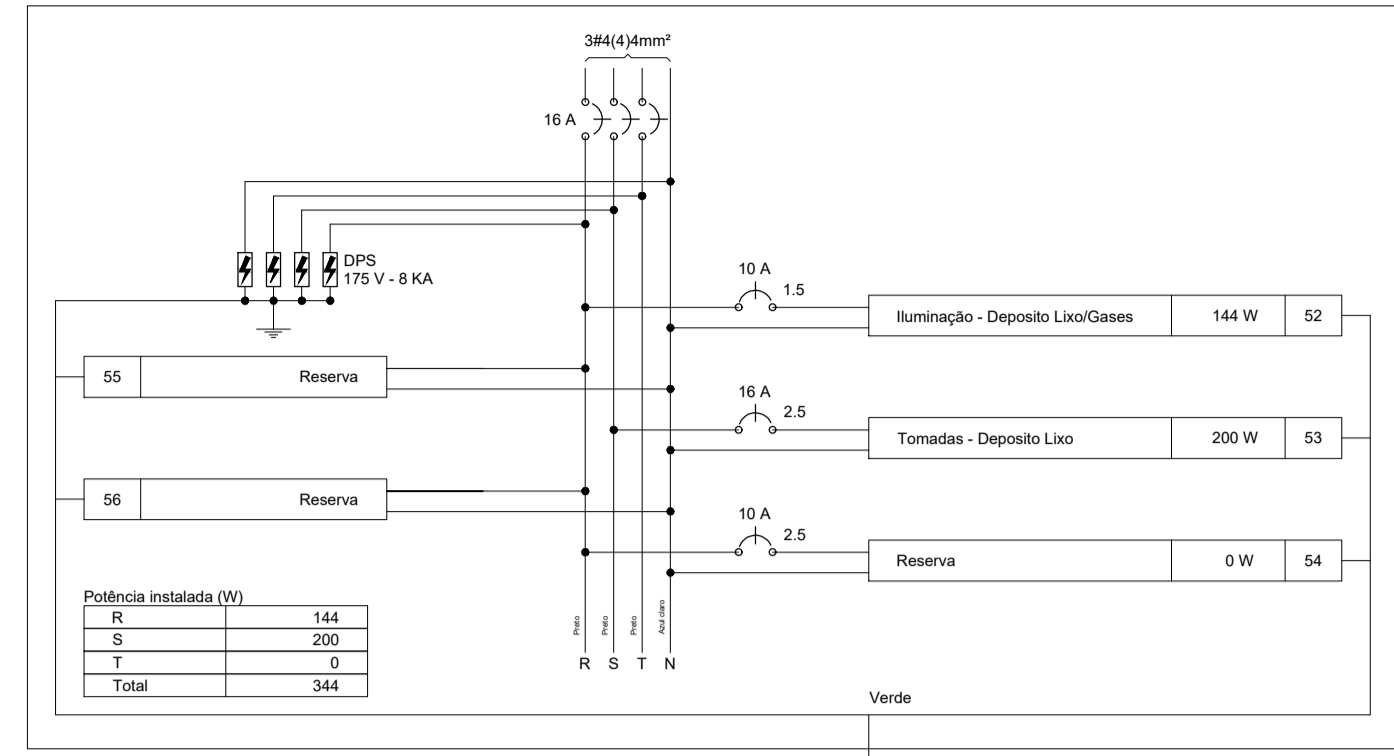 3#4(4)4mm²
16 A
DPS
175 V - 8 KA
10 A
1.5
Iluminação - Deposito Lixo/Gases 144 W 52
55 Reserva
16 A
2.5
Tomadas - Deposito Lixo 200 W 53
56 Reserva
10 A
2.5
Reserva 0 W 54
Potência instalada (W)
R 144
S 200
T 0
Total 344
Preto Preto Preto Azul claro
R S T N
Verde